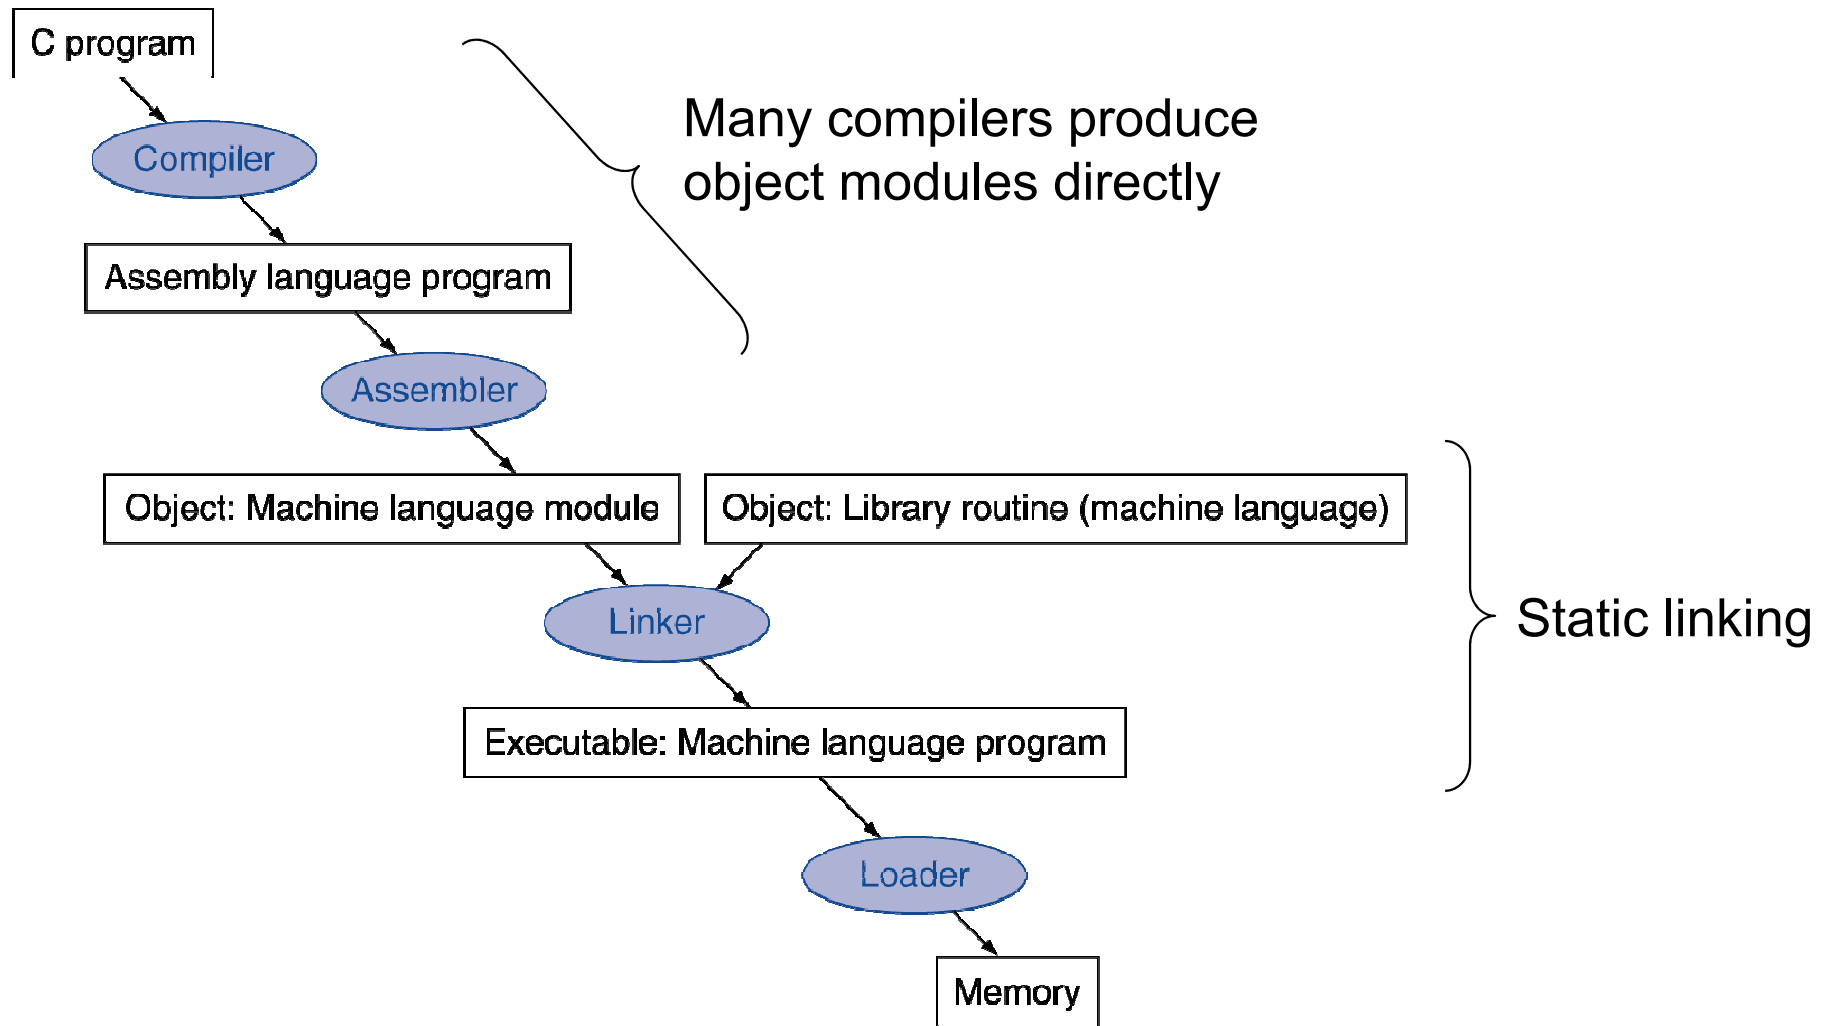 C program
Many compilers produce
object modules directly
Compiler
Assembly language program
Assembler
Object: Machine language module
Object: Library routine (machine language)
Linker
Static linking
Executable: Machine language program
Loader
Memory